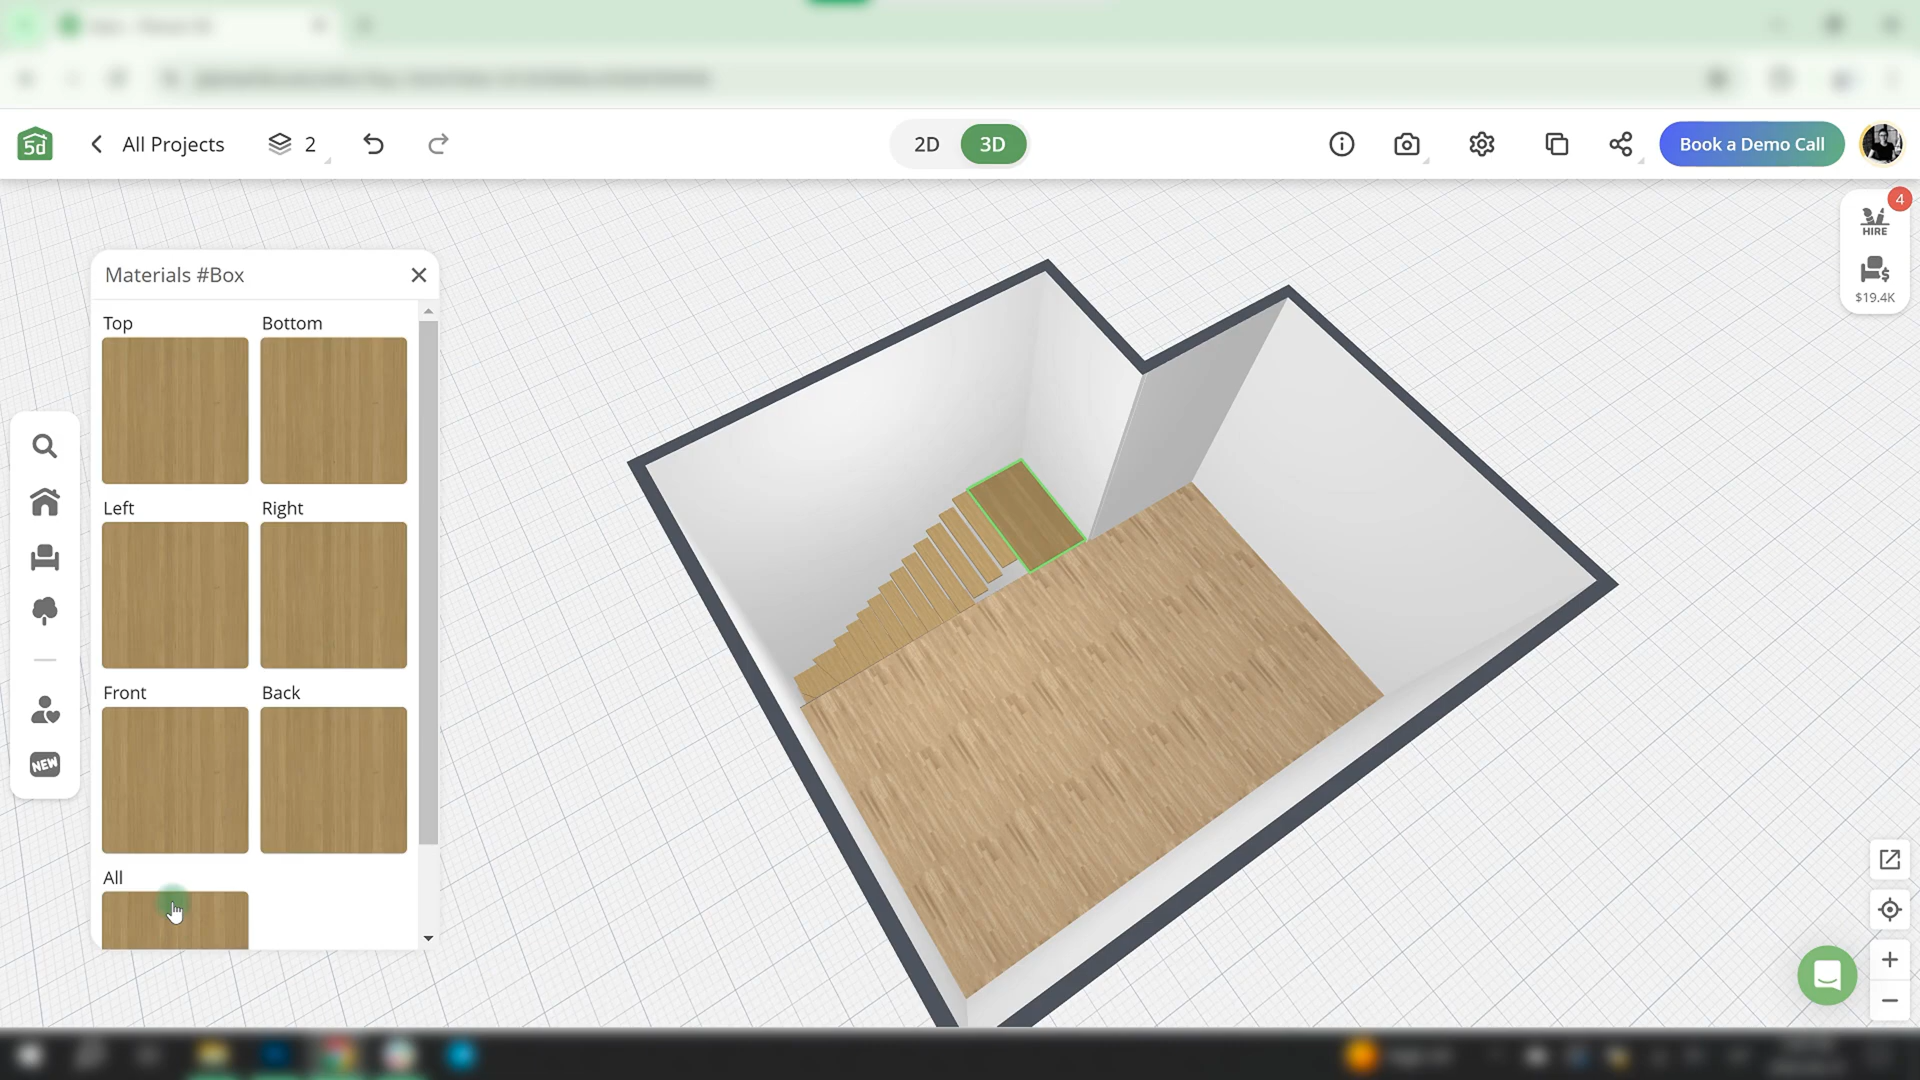 5d
All Projects
2
2D
3D
Book a Demo Call
4
HIRE
$19.4K
Materials #Box
Top
Bottom
Left
Right
Front
Back
All
NEW